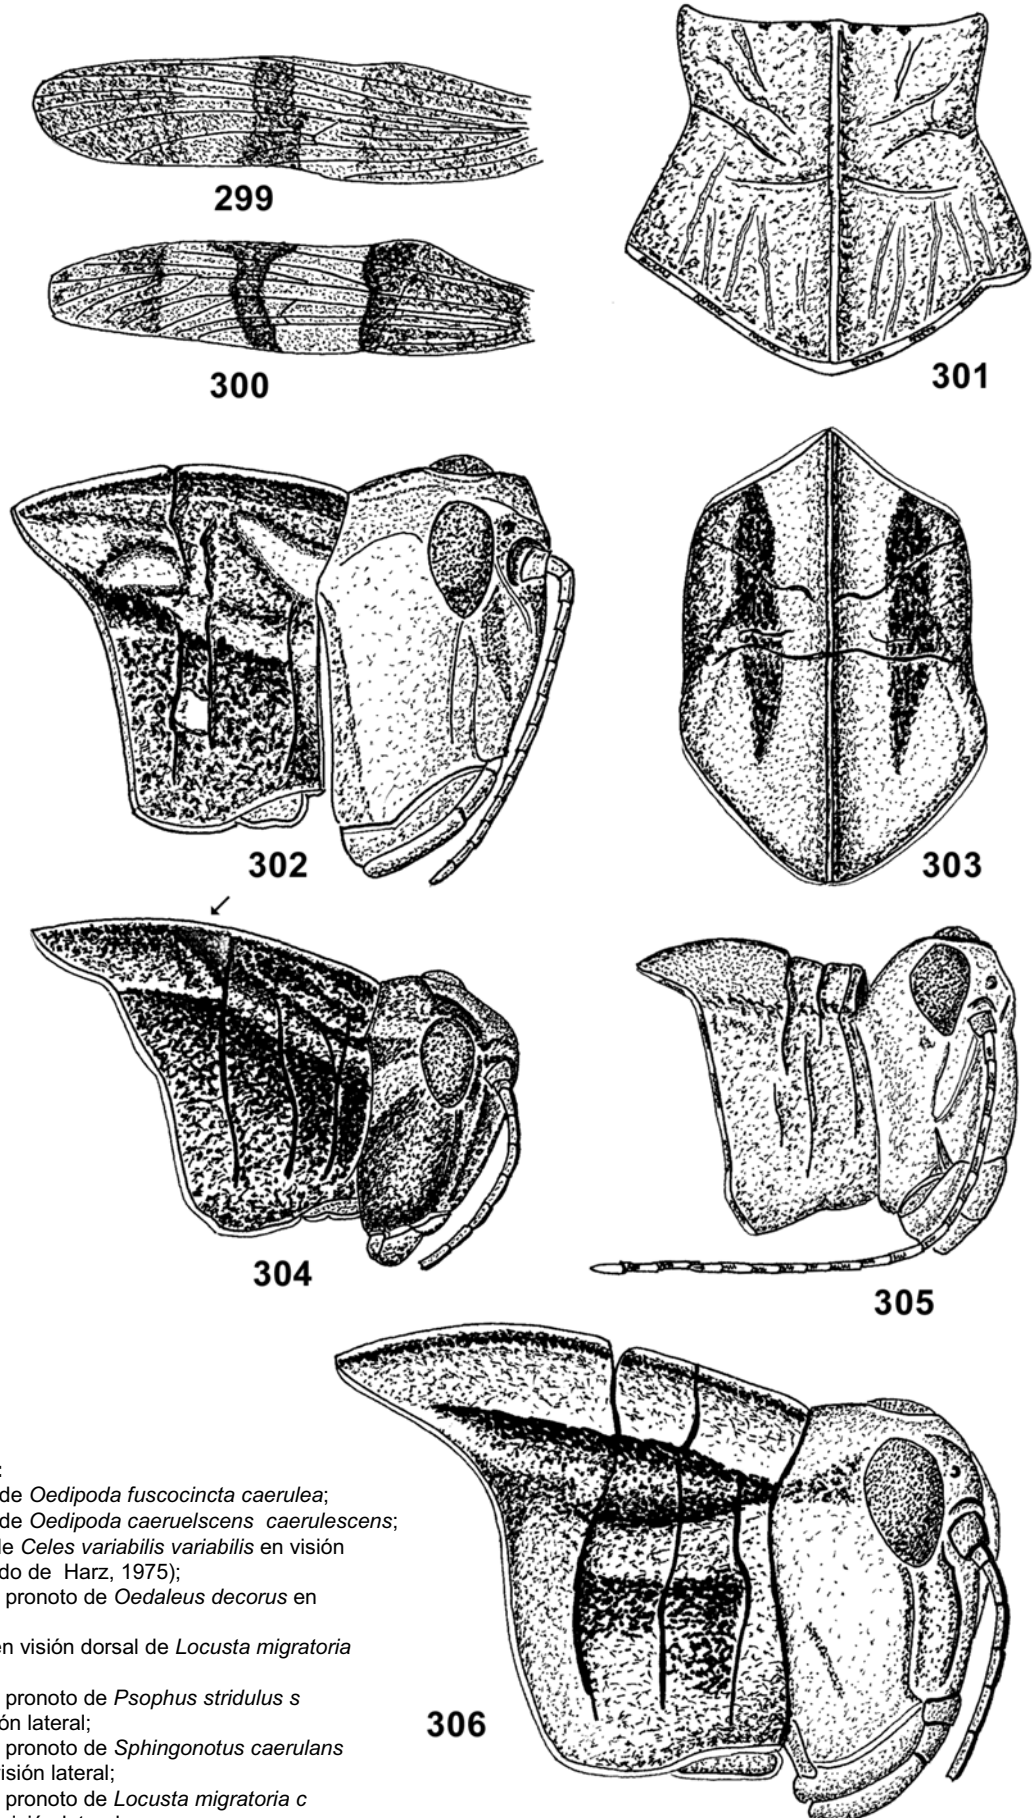 299
300
301
302
303
304
305
306
:
de Oedipoda fuscocincta caerulea;
de Oedipoda caeruelscens caerulescens;
de Celes variabilis variabilis en visión
do de Harz, 1975);
pronoto de Oedaleus decorus en
en visión dorsal de Locusta migratoria
pronoto de Psophus stridulus s
ón lateral;
pronoto de Sphingonotus caerulans
visión lateral;
pronoto de Locusta migratoria c